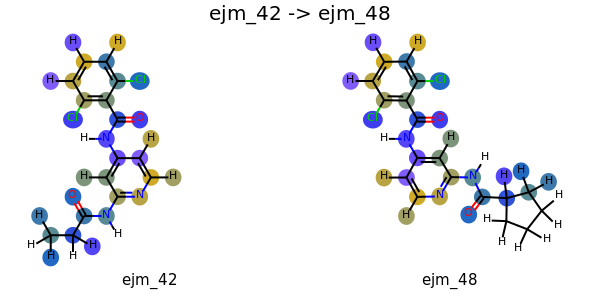 ejm_42 -> ejm_48
H H H H
H Cl H Cl
Cl O Cl O
H N H H N H
H H H N H
N N H H
O N O H H
H H H H H
H H H H H
H
ejm_42 ejm_48